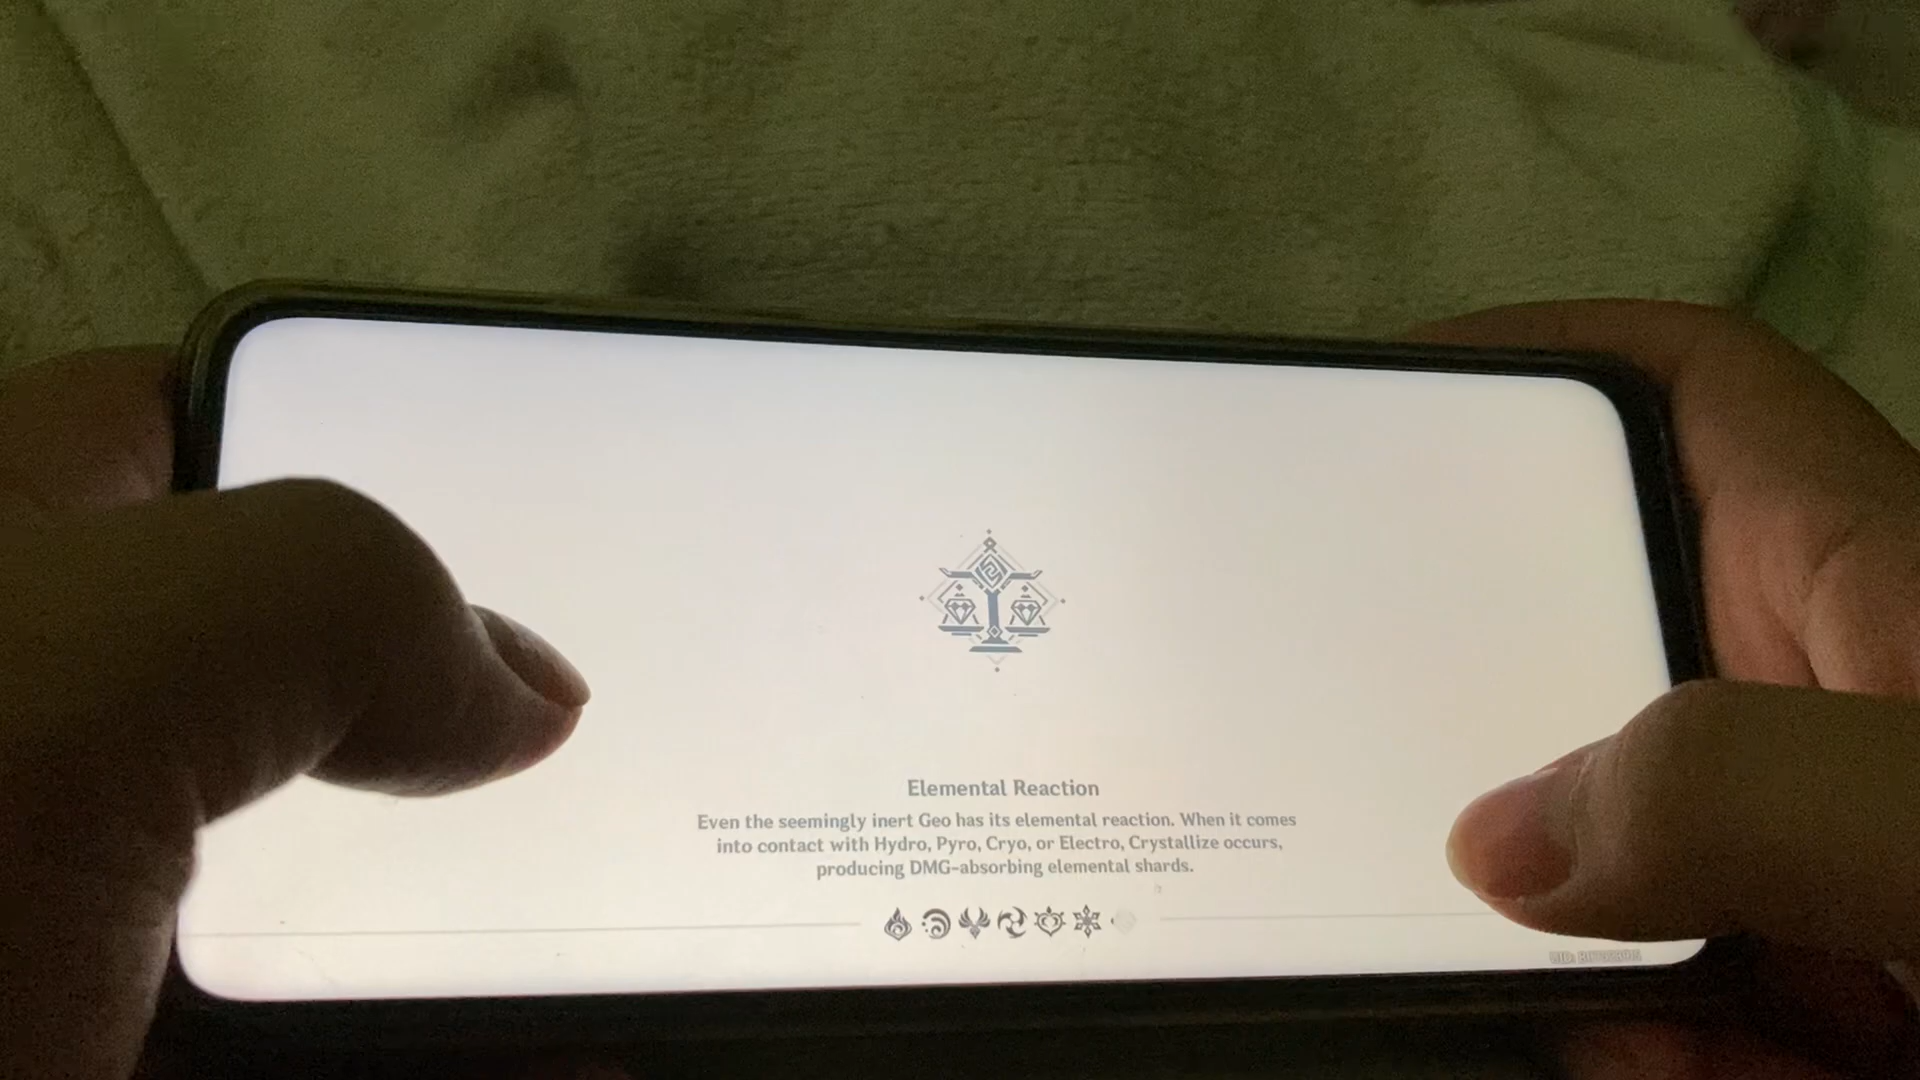 Elemental Reaction
Even the seemingly inert Geo has its elemental reaction. When it comes
into contact with Hydro, Pyro, Cryo, or Electro, Crystallize occurs,
producing DMG-absorbing elemental shards.
UID: